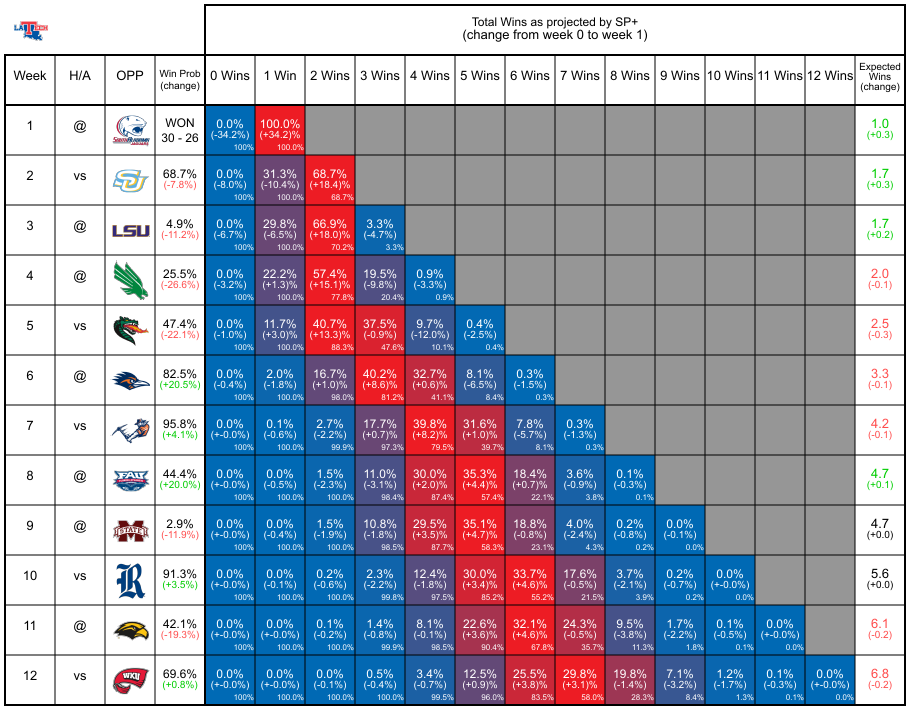 LA TECH
Total Wins as projected by SP+
(change from week 0 to week 1)
Week H/A OPP Win Prob (change) 0 Wins 1 Win 2 Wins 3 Wins 4 Wins 5 Wins 6 Wins 7 Wins 8 Wins 9 Wins 10 Wins 11 Wins 12 Wins Expected Wins (change)
1 @ SOUTH ALABAMA JAGUARS WON 0.0% 100.0% 1.0
30 - 26 (-34.2%) (+34.2)% (+0.3)
100% 100.0%
2 vs SU 68.7% 0.0% 31.3% 68.7% 1.7
(-7.8%) (-8.0%) (-10.4%) (+18.4)% (+0.3)
100% 100.0% 68.7%
3 @ LSU 4.9% 0.0% 29.8% 66.9% 3.3% 1.7
(-11.2%) (-6.7%) (-6.5%) (+18.0)% (-4.7%) (+0.2)
100% 100.0% 70.2% 3.3%
4 @ 25.5% 0.0% 22.2% 57.4% 19.5% 0.9% 2.0
(-26.6%) (-3.2%) (+1.3)% (+15.1)% (-9.8%) (-3.3%) (-0.1)
100% 100.0% 77.8% 20.4% 0.9%
5 vs 47.4% 0.0% 11.7% 40.7% 37.5% 9.7% 0.4% 2.5
(-22.1%) (-1.0%) (+3.0)% (+13.3)% (-0.9%) (-12.0%) (-2.5%) (-0.3)
100% 100.0% 88.3% 47.6% 10.1% 0.4%
6 @ 82.5% 0.0% 2.0% 16.7% 40.2% 32.7% 8.1% 0.3% 3.3
(+20.5%) (-0.4%) (-1.8%) (+1.0)% (+8.6)% (+0.6)% (-6.5%) (-1.5%) (-0.1)
100% 100.0% 98.0% 81.2% 41.1% 8.4% 0.3%
7 vs 95.8% 0.0% 0.1% 2.7% 17.7% 39.8% 31.6% 7.8% 0.3% 4.2
(+4.1%) (+-0.0%) (-0.6%) (-2.2%) (+0.7)% (+8.2)% (+1.0)% (-5.7%) (-1.3%) (-0.1)
100% 100.0% 99.9% 97.3% 79.5% 39.7% 8.1% 0.3%
8 @ FAU 44.4% 0.0% 0.0% 1.5% 11.0% 30.0% 35.3% 18.4% 3.6% 0.1% 4.7
(+20.0%) (+-0.0%) (-0.5%) (-2.3%) (-3.1%) (+2.0)% (+4.4)% (+0.7)% (-0.9%) (-0.3%) (+0.1)
100% 100.0% 100.0% 98.4% 87.4% 57.4% 22.1% 3.8% 0.1%
9 @ M STATE 2.9% 0.0% 0.0% 1.5% 10.8% 29.5% 35.1% 18.8% 4.0% 0.2% 0.0% 4.7
(-11.9%) (+-0.0%) (-0.4%) (-1.9%) (-1.8%) (+3.5)% (+4.7)% (-0.8%) (-2.4%) (-0.8%) (-0.1%) (+0.0)
100% 100.0% 100.0% 98.5% 87.7% 58.3% 23.1% 4.3% 0.2% 0.0%
10 vs R 91.3% 0.0% 0.0% 0.2% 2.3% 12.4% 30.0% 33.7% 17.6% 3.7% 0.2% 0.0% 5.6
(+3.5%) (+-0.0%) (-0.1%) (-0.6%) (-2.2%) (-1.8%) (+3.4)% (+4.6)% (-0.5%) (-2.1%) (-0.7%) (+-0.0%) (+0.0)
100% 100.0% 100.0% 99.8% 97.5% 85.2% 55.2% 21.5% 3.9% 0.2% 0.0%
11 @ 42.1% 0.0% 0.0% 0.1% 1.4% 8.1% 22.6% 32.1% 24.3% 9.5% 1.7% 0.1% 0.0% 6.1
(-19.3%) (+-0.0%) (+-0.0%) (-0.2%) (-0.8%) (-0.1%) (+3.6)% (+4.6)% (-0.5%) (-3.8%) (-2.2%) (-0.5%) (+-0.0%) (-0.2)
100% 100.0% 100.0% 99.9% 98.5% 90.4% 67.8% 35.7% 11.3% 1.8% 0.1% 0.0%
12 vs WKU 69.6% 0.0% 0.0% 0.0% 0.5% 3.4% 12.5% 25.5% 29.8% 19.8% 7.1% 1.2% 0.1% 0.0% 6.8
(+0.8%) (+-0.0%) (+-0.0%) (-0.1%) (-0.4%) (-0.7%) (+0.9)% (+3.8)% (+3.1)% (-1.4%) (-3.2%) (-1.7%) (-0.3%) (+-0.0%) (-0.2)
100% 100.0% 100.0% 100.0% 99.5% 96.0% 83.5% 58.0% 28.3% 8.4% 1.3% 0.1% 0.0%